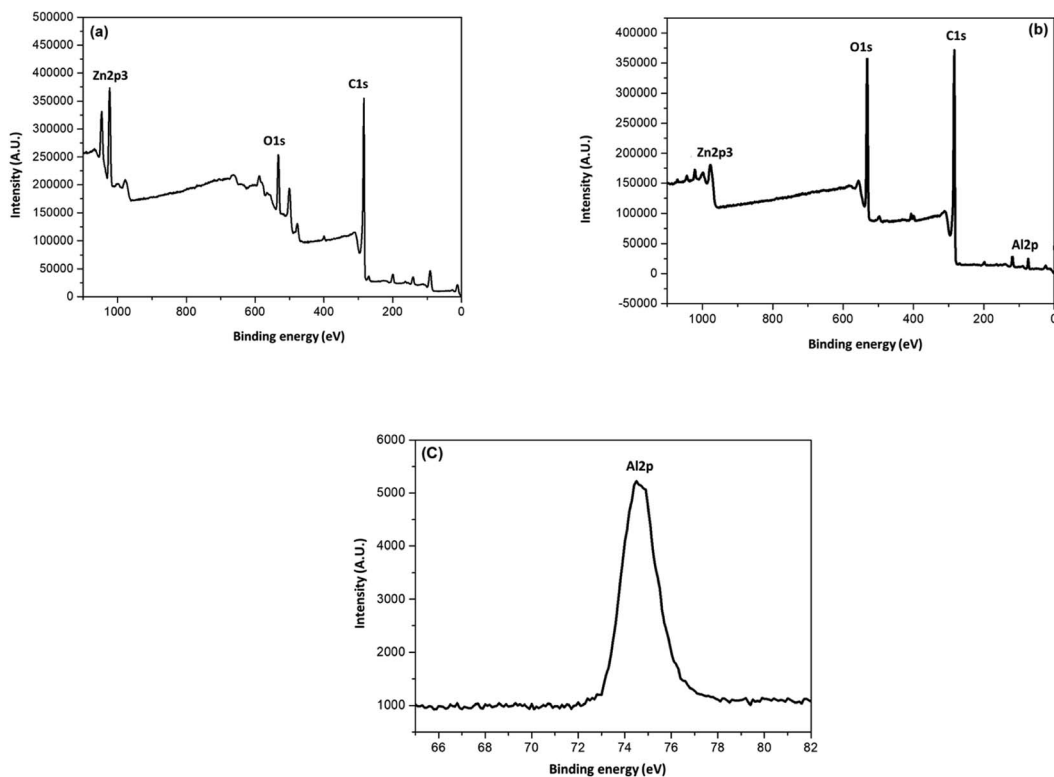 (a)
Zn2p3
O1s
C1s
500000
450000
400000
350000
300000
250000
200000
150000
100000
50000
0
Intensity (A.U.)
1000 800 600 400 200 0
Binding energy (eV)
(b)
Zn2p3
O1s
C1s
Al2p
400000
350000
300000
250000
200000
150000
100000
50000
0
-50000
Intensity (A.U.)
1000 800 600 400 200 0
Binding energy (eV)
(C)
Al2p
6000
5000
4000
3000
2000
1000
Intensity (A.U.)
66 68 70 72 74 76 78 80 82
Binding energy (eV)